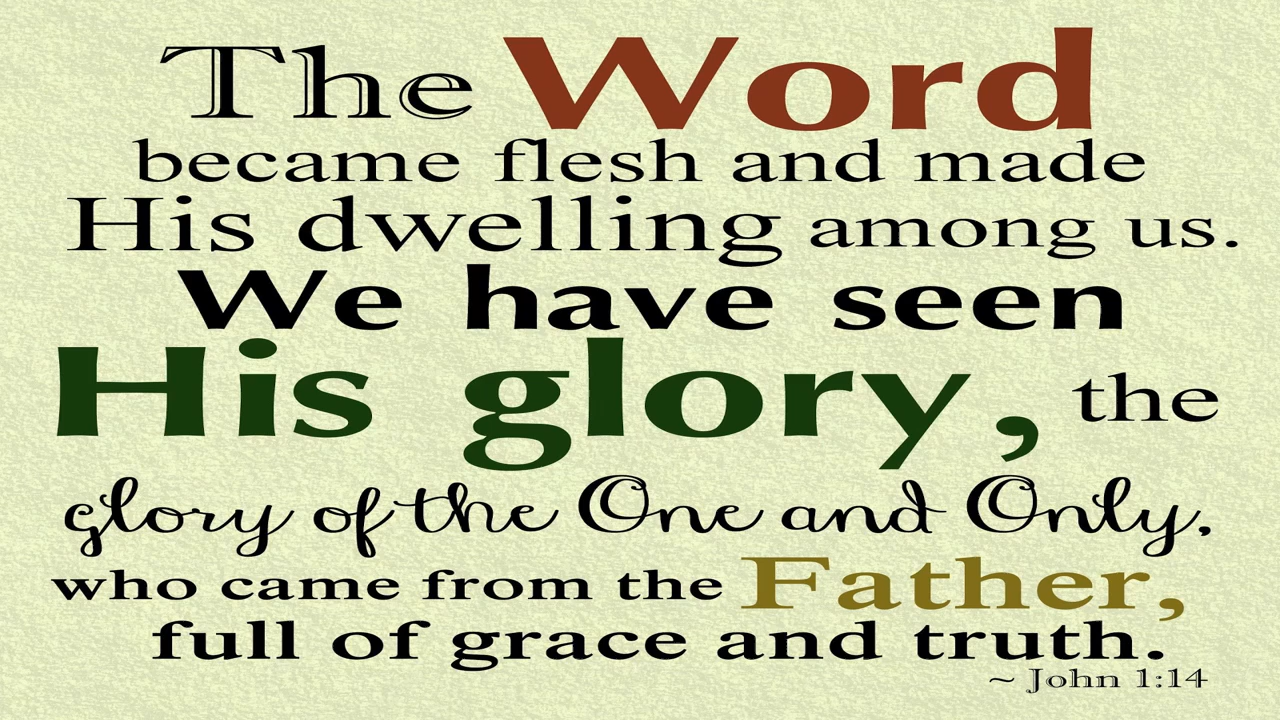 The Word
became flesh and made
His dwelling among us.
We have seen
His glory, the
glory of the One and Only,
who came from the Father,
full of grace and truth.
~ John 1:14